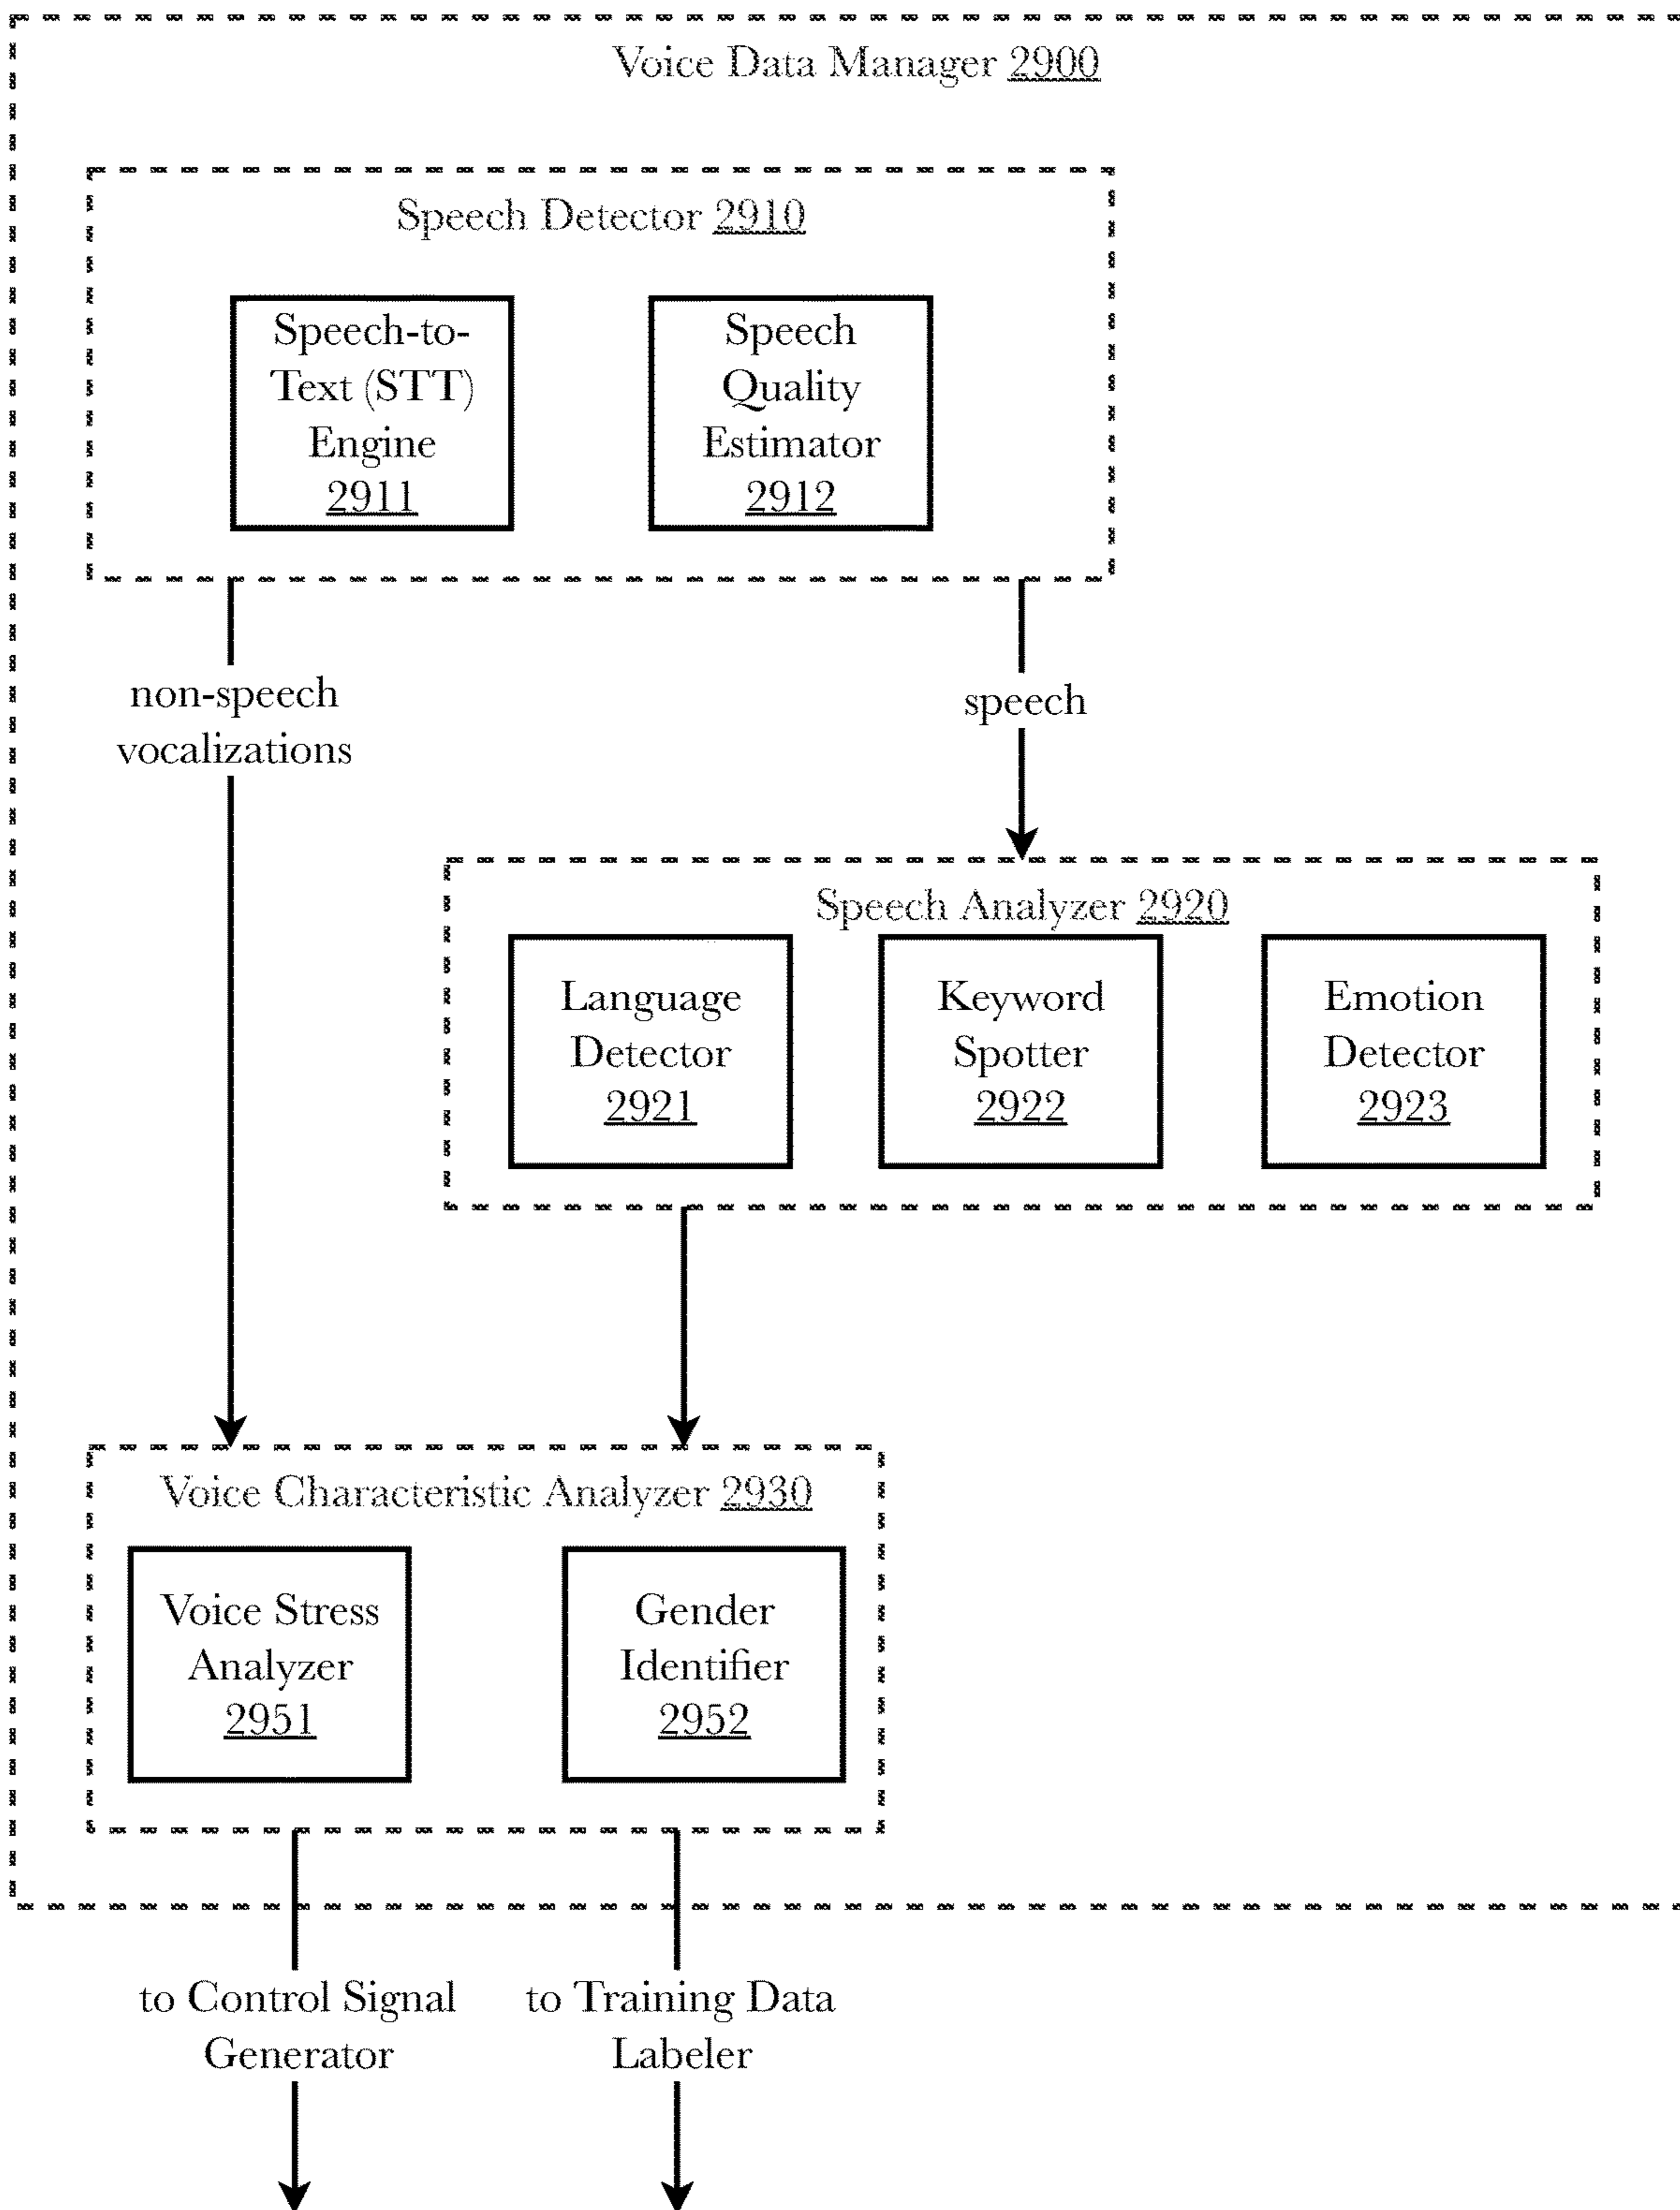 Voice Data Manager 2900
Speech Detector 2910
Speech-to-
Text (STT)
Engine
2911
Speech
Quality
Estimator
2912
non-speech
vocalizations
speech
Speech Analyzer 2920
Language
Detector
2921
Keyword
Spotter
2922
Emotion
Detector
2923
Voice Characteristic Analyzer 2930
Voice Stress
Analyzer
2951
Gender
Identifier
2952
to Control Signal
Generator
to Training Data
Labeler